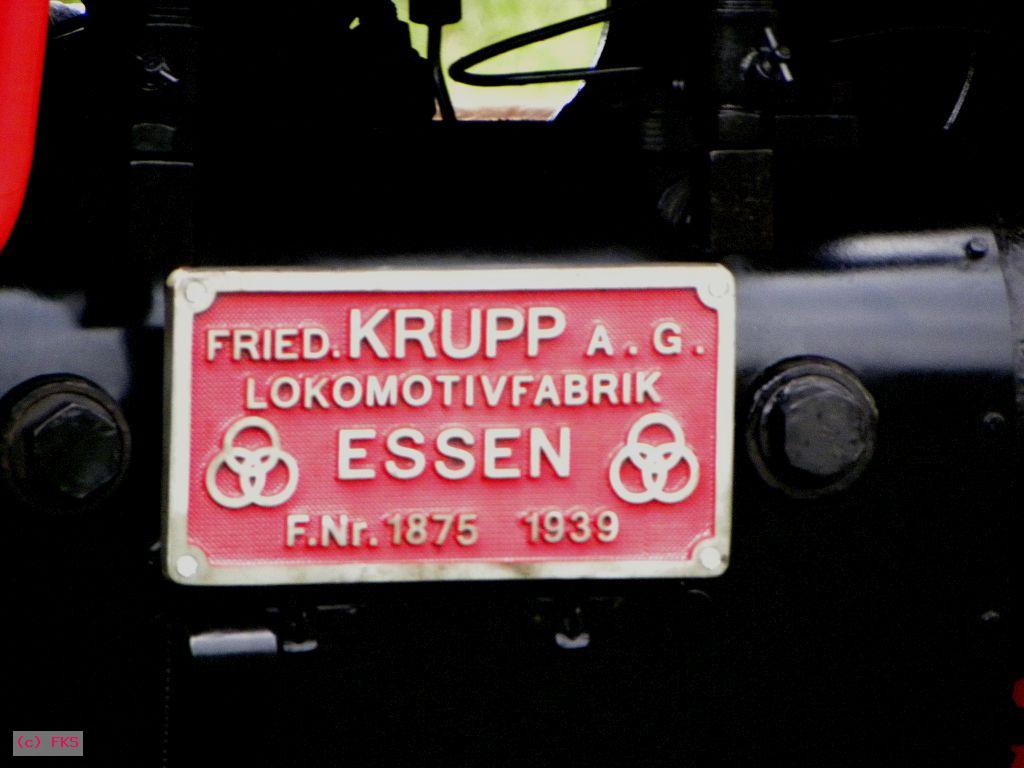 FRIED. KRUPP A. G.
LOKOMOTIVFABRIK
ESSEN
F.Nr. 1875 1939
(c) FKS